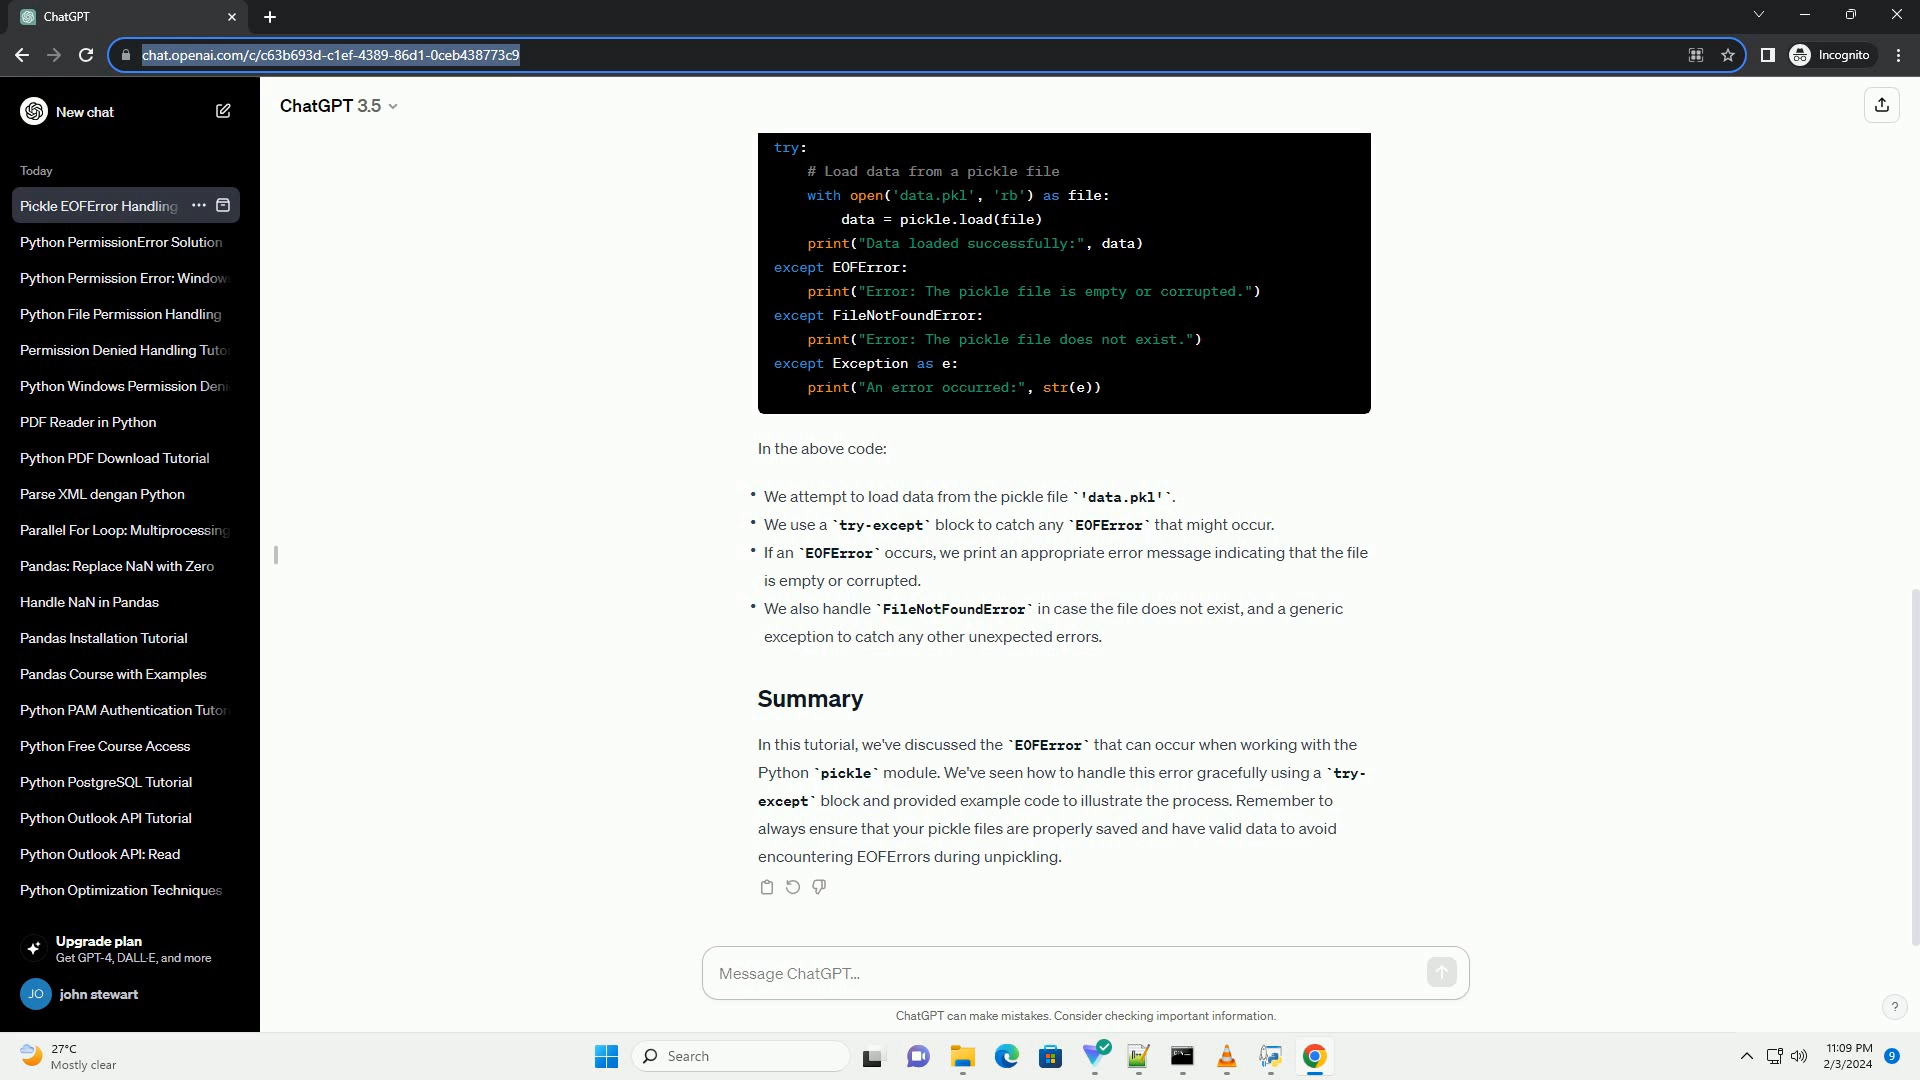 ChatGPT
chat.openai.com/c/c63b693d-c1ef-4389-86d1-0ceb438773c9
Incognito
New chat
Today
Pickle EOFError Handling
Python PermissionError Solution
Python Permission Error: Window
Python File Permission Handling
Permission Denied Handling Tuto
Python Windows Permission Deni
PDF Reader in Python
Python PDF Download Tutorial
Parse XML dengan Python
Parallel For Loop: Multiprocessing
Pandas: Replace NaN with Zero
Handle NaN in Pandas
Pandas Installation Tutorial
Pandas Course with Examples
Python PAM Authentication Tutor
Python Free Course Access
Python PostgreSQL Tutorial
Python Outlook API Tutorial
Python Outlook API: Read
Python Optimization Techniques
Upgrade plan
Get GPT-4, DALL·E, and more
JO
john stewart
ChatGPT 3.5
try:
# Load data from a pickle file
with open('data.pkl', 'rb') as file:
data = pickle.load(file)
print("Data loaded successfully:", data)
except EOFError:
print("Error: The pickle file is empty or corrupted.")
except FileNotFoundError:
print("Error: The pickle file does not exist.")
except Exception as e:
print("An error occurred:", str(e))
In the above code:
• We attempt to load data from the pickle file `'data.pkl'`.
• We use a `try-except` block to catch any `EOFError` that might occur.
• If an `EOFError` occurs, we print an appropriate error message indicating that the file
is empty or corrupted.
• We also handle `FileNotFoundError` in case the file does not exist, and a generic
exception to catch any other unexpected errors.
Summary
In this tutorial, we've discussed the `EOFError` that can occur when working with the
Python `pickle` module. We've seen how to handle this error gracefully using a `try-
except` block and provided example code to illustrate the process. Remember to
always ensure that your pickle files are properly saved and have valid data to avoid
encountering EOFErrors during unpickling.
Message ChatGPT...
ChatGPT can make mistakes. Consider checking important information.
?
27°C
Mostly clear
Search
11:09 PM
2/3/2024
9